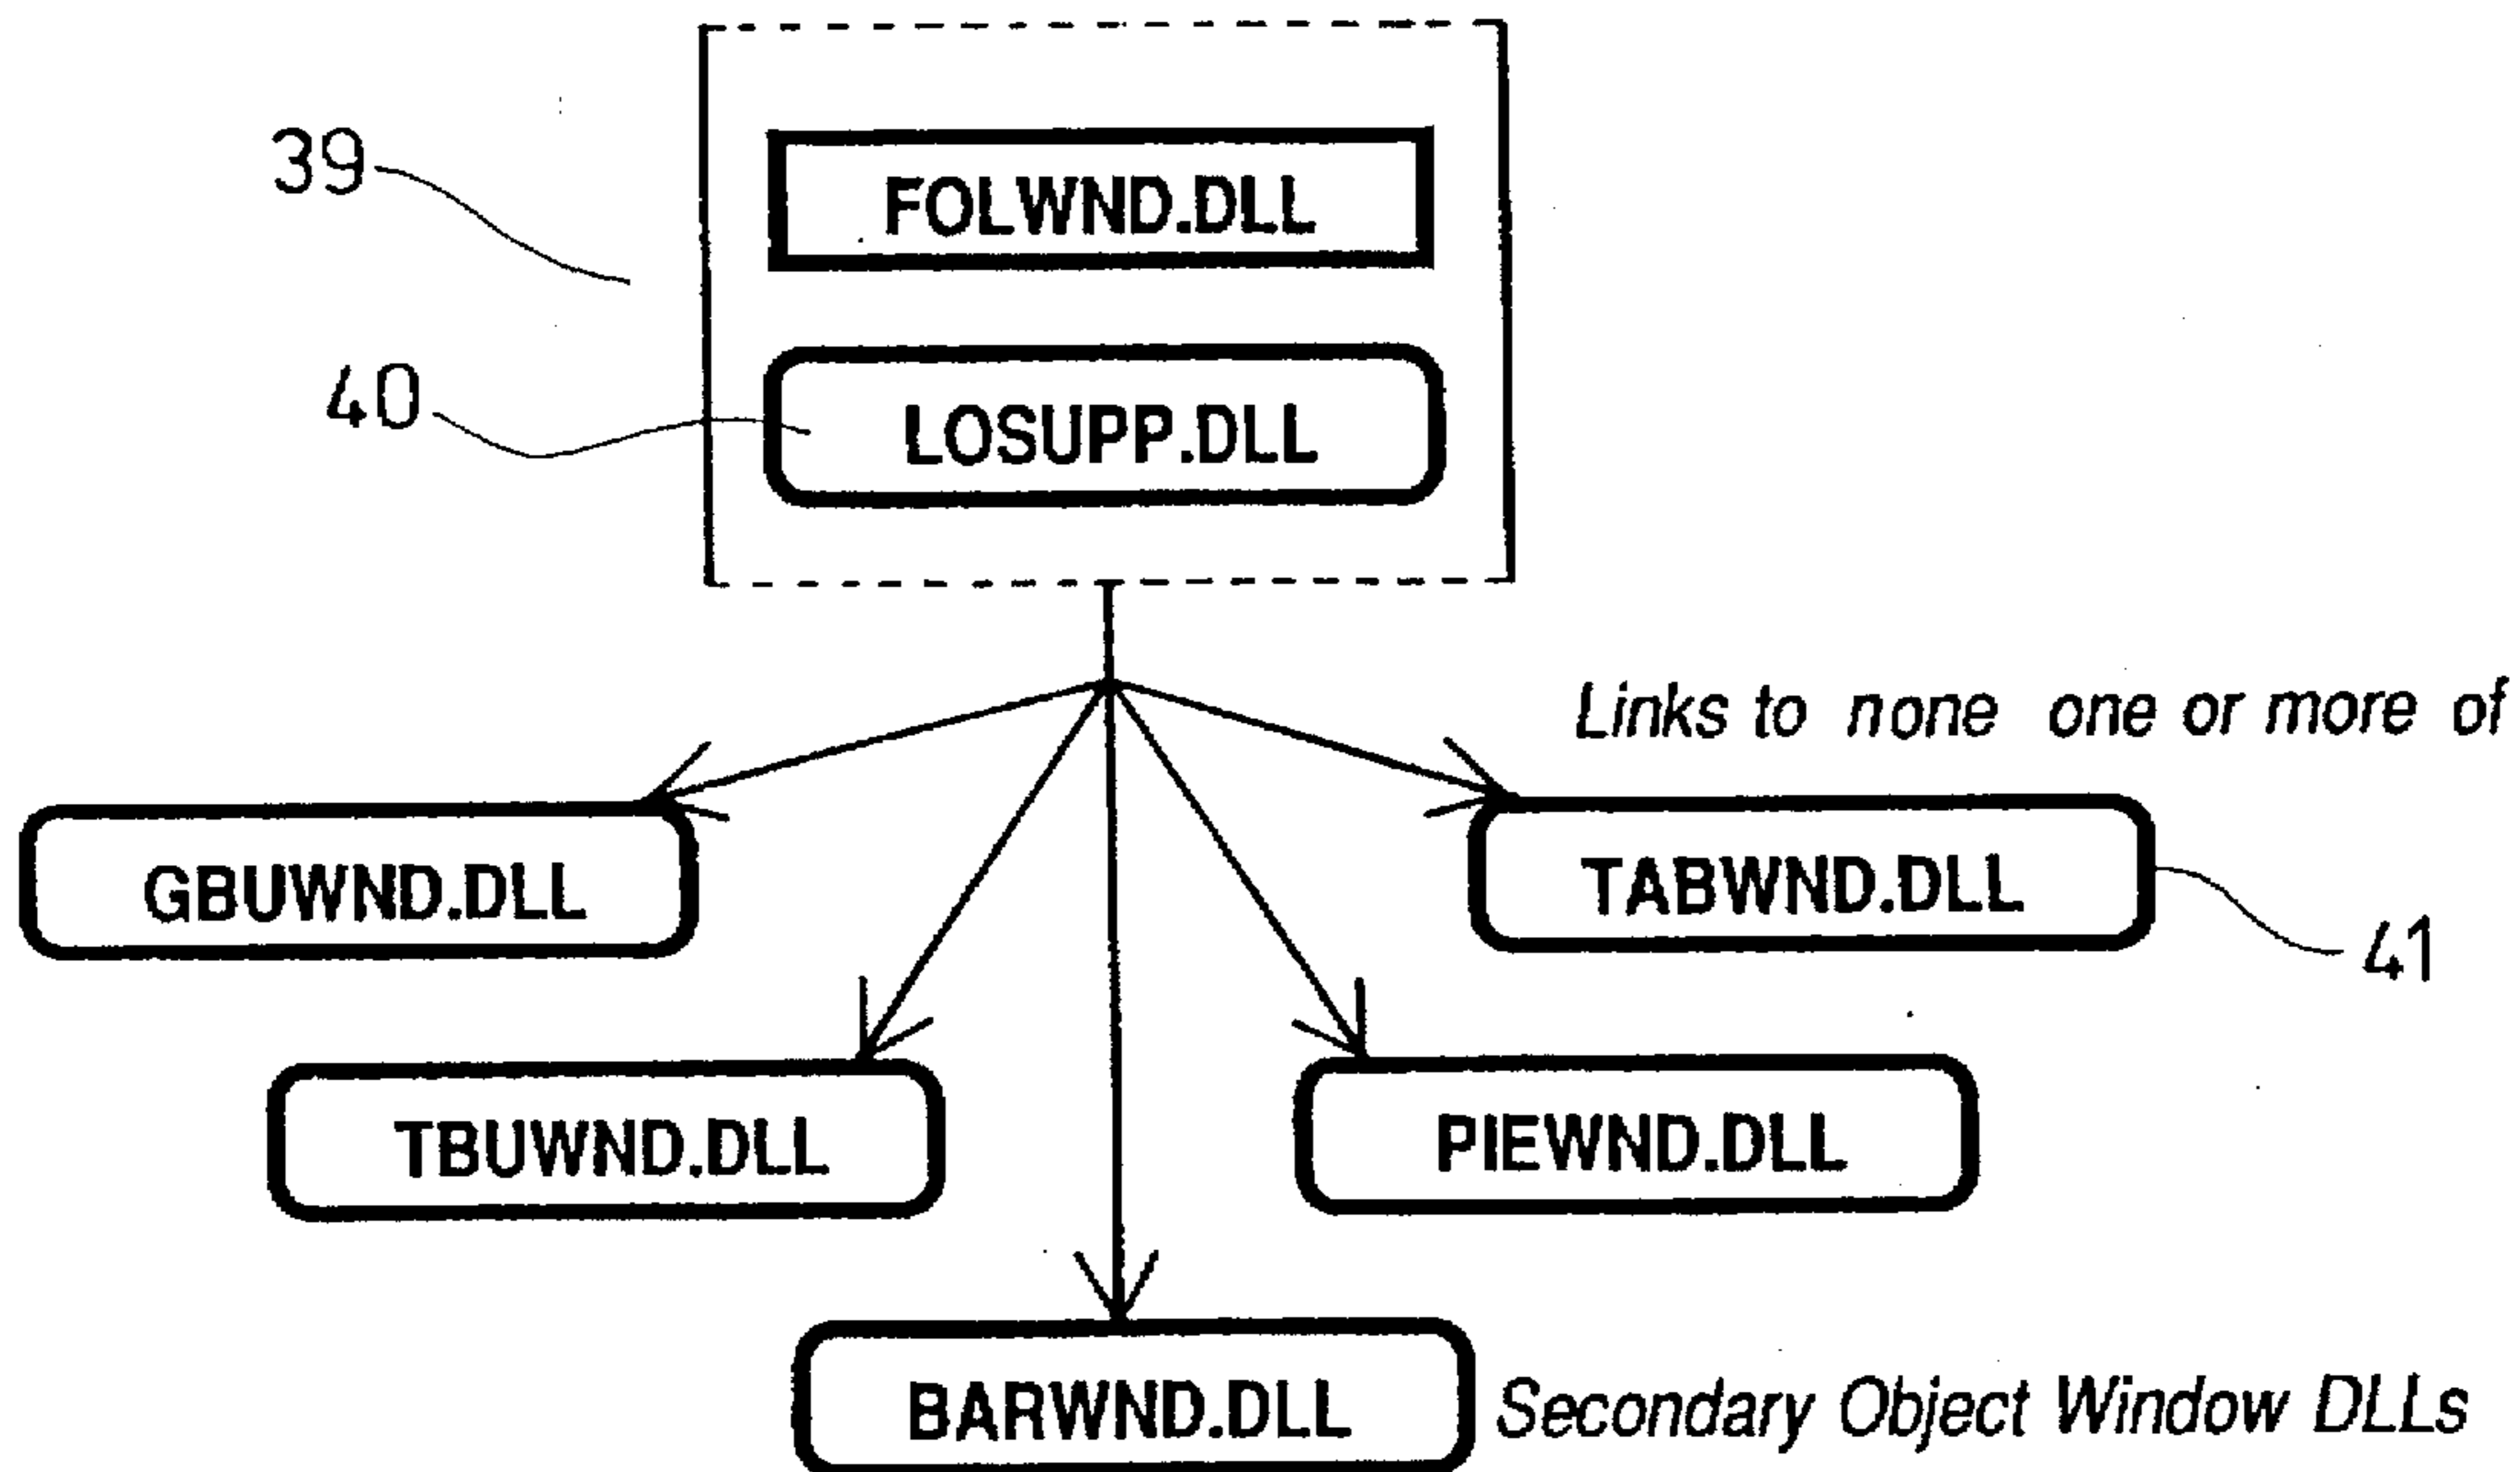 39
FOLWND.DLL
40
LOSUPP.DLL
Links to none one or more of
GBUWND.DLL
TABWND.DLL
41
TBUWND.DLL
PIEWND.DLL
BARWND.DLL
Secondary Object Window DLLs